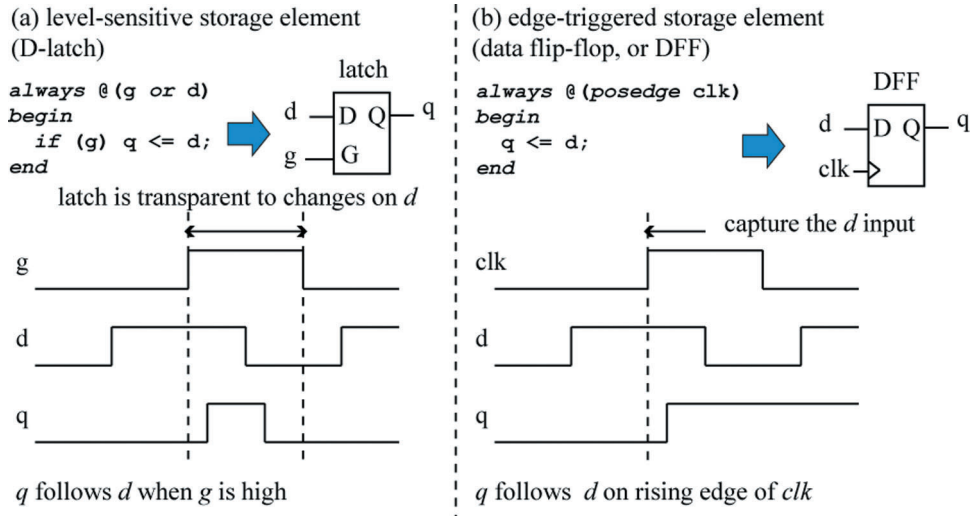 (a) level-sensitive storage element
(D-latch)
always @(g or d)
begin
if (g) q <= d;
end
latch
d
D Q
q
g
G
latch is transparent to changes on d
g
d
q
q follows d when g is high
(b) edge-triggered storage element
(data flip-flop, or DFF)
always @(posedge clk)
begin
q <= d;
end
DFF
d
D Q
q
clk
capture the d input
clk
d
q
q follows d on rising edge of clk